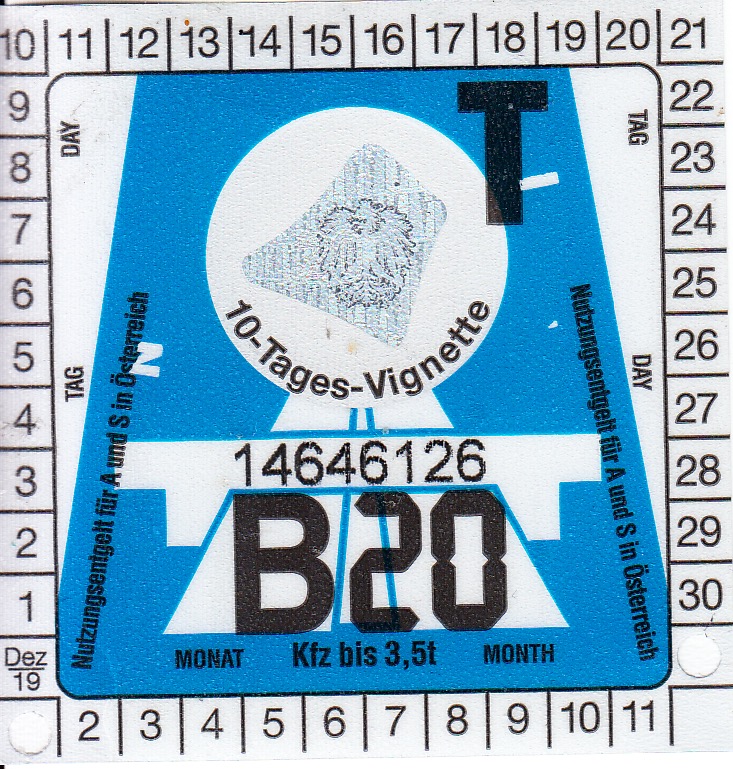 10 11 12 13 14 15 16 17 18 19 20 21
9
8
7
6
5
4
3
2
1
Dez
19
DAY
TAG
Nutzungsentgelt für A und S in Österreich
T
10-Tages-Vignette
N
14646126
B20
MONAT Kfz bis 3,5t MONTH
TAG
DAY
Nutzungsentgelt für A und S in Österreich
22
23
24
25
26
27
28
29
30
2 3 4 5 6 7 8 9 10 11